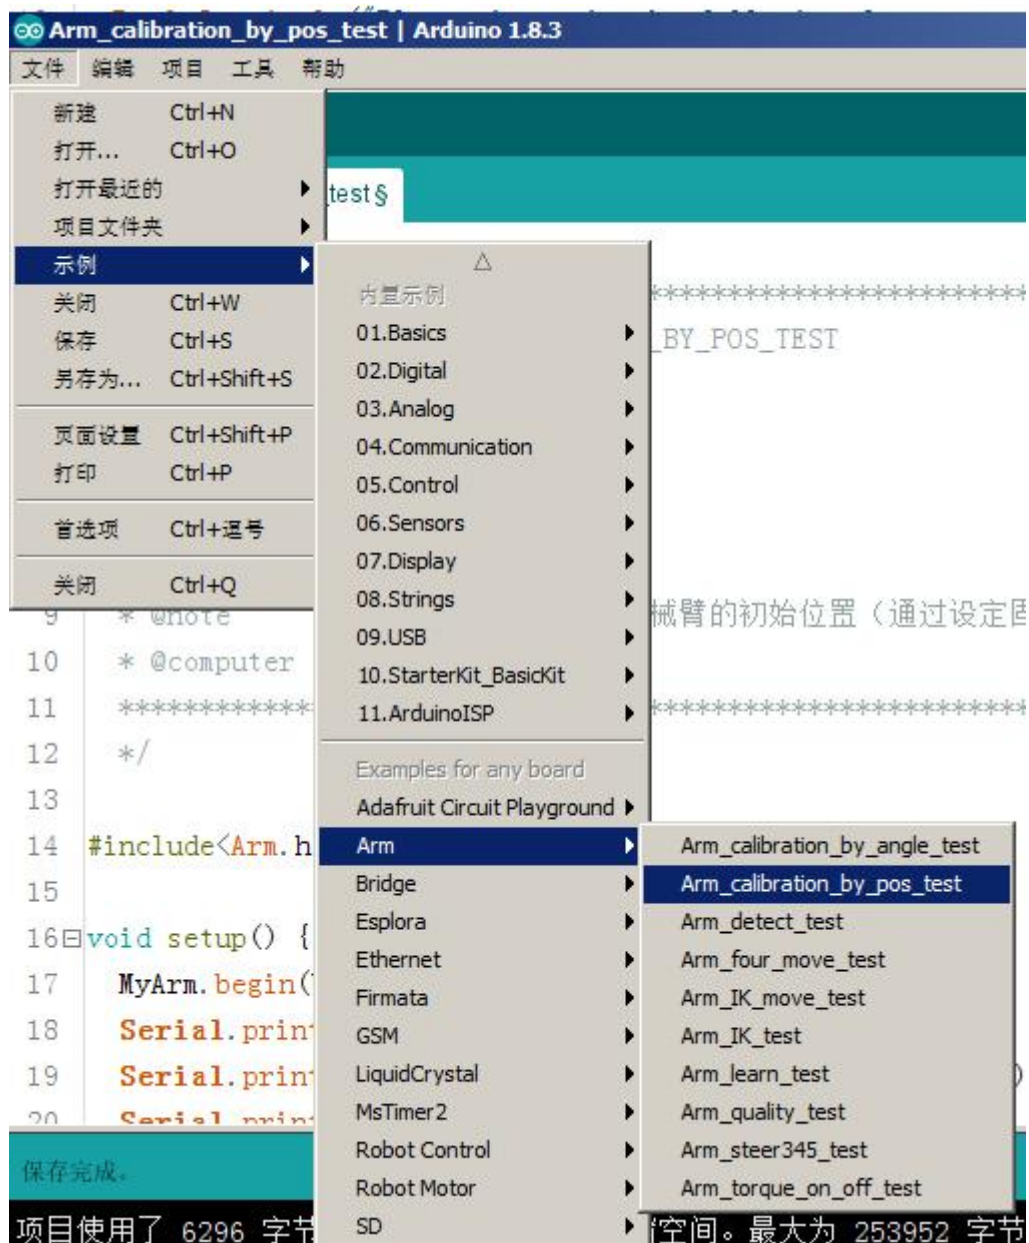 Arm_calibration_by_pos_test | Arduino 1.8.3
文件 编辑 项目 工具 帮助
新建 Ctrl+N
打开... Ctrl+O
打开最近的
项目文件夹
示例
关闭 Ctrl+W
保存 Ctrl+S
另存为... Ctrl+Shift+S
页面设置 Ctrl+Shift+P
打印 Ctrl+P
首选项 Ctrl+逗号
关闭 Ctrl+Q
test §
内置示例
01.Basics
02.Digital
03.Analog
04.Communication
05.Control
06.Sensors
07.Display
08.Strings
09.USB
10.StarterKit_BasicKit
11.ArduinoISP
Examples for any board
Adafruit Circuit Playground
Arm
Bridge
Esplora
Ethernet
Firmata
GSM
LiquidCrystal
MsTimer2
Robot Control
Robot Motor
SD
Arm_calibration_by_angle_test
Arm_calibration_by_pos_test
Arm_detect_test
Arm_four_move_test
Arm_IK_move_test
Arm_IK_test
Arm_learn_test
Arm_quality_test
Arm_steer345_test
Arm_torque_on_off_test
**************************
_BY_POS_TEST
9 * @note 械臂的初始位置（通过设定
10 * @computer
11 ************* **************************
12 */
13
14 #include<Arm.h
15
16 void setup() {
17 MyArm.begin(
18 Serial.prin
19 Serial.prin )
20 Serial.prin
保存完成。
项目使用了 6296 字节 空间。最大为 253952 字节